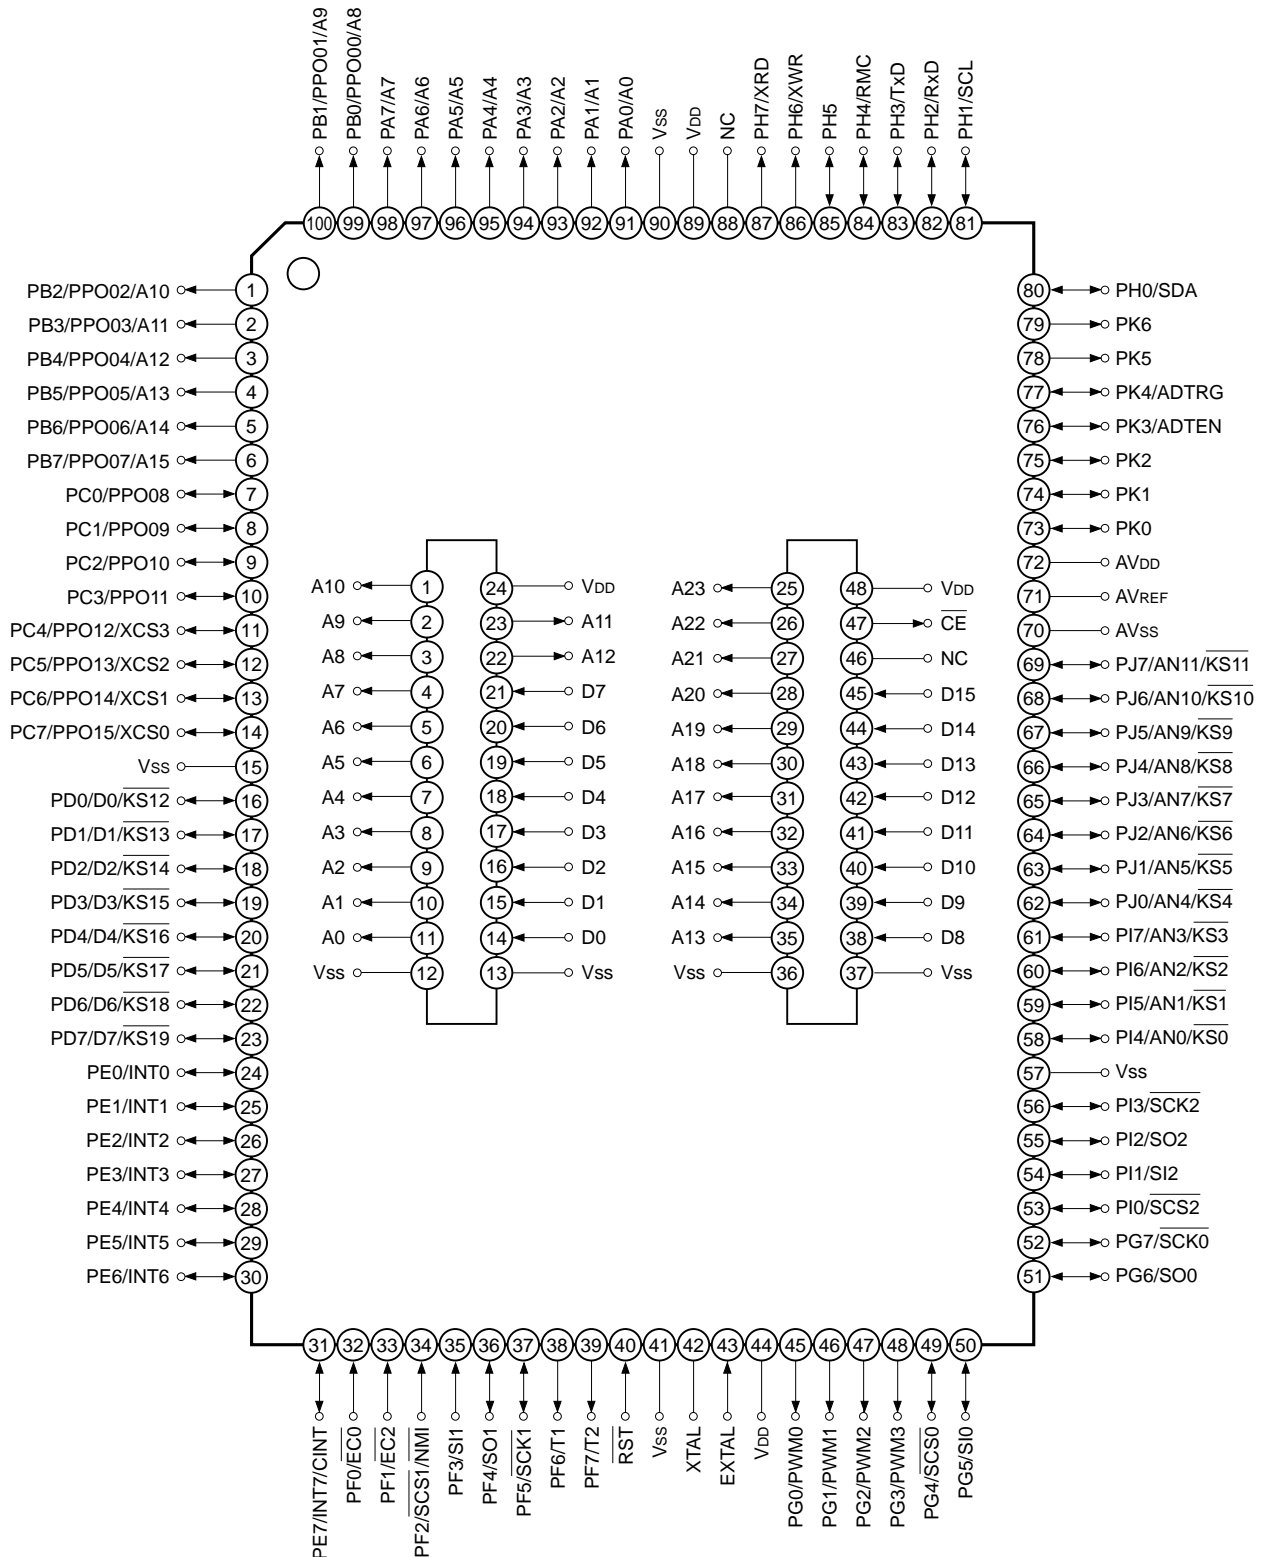 PB1/PPO01/A9 100
PB0/PPO00/A8 99
PA7/A7 98
PA6/A6 97
PA5/A5 96
PA4/A4 95
PA3/A3 94
PA2/A2 93
PA1/A1 92
PA0/A0 91
Vss 90
VDD 89
NC 88
PH7/XRD 87
PH6/XWR 86
PH5 85
PH4/RMC 84
PH3/TxD 83
PH2/RxD 82
PH1/SCL 81
PB2/PPO02/A10 1
PB3/PPO03/A11 2
PB4/PPO04/A12 3
PB5/PPO05/A13 4
PB6/PPO06/A14 5
PB7/PPO07/A15 6
PC0/PPO08 7
PC1/PPO09 8
PC2/PPO10 9
PC3/PPO11 10
PC4/PPO12/XCS3 11
PC5/PPO13/XCS2 12
PC6/PPO14/XCS1 13
PC7/PPO15/XCS0 14
Vss 15
PD0/D0/KS12 16
PD1/D1/KS13 17
PD2/D2/KS14 18
PD3/D3/KS15 19
PD4/D4/KS16 20
PD5/D5/KS17 21
PD6/D6/KS18 22
PD7/D7/KS19 23
PE0/INT0 24
PE1/INT1 25
PE2/INT2 26
PE3/INT3 27
PE4/INT4 28
PE5/INT5 29
PE6/INT6 30
A10 1 24 VDD
A9 2 23 A11
A8 3 22 A12
A7 4 21 D7
A6 5 20 D6
A5 6 19 D5
A4 7 18 D4
A3 8 17 D3
A2 9 16 D2
A1 10 15 D1
A0 11 14 D0
Vss 12 13 Vss
A23 25 48 VDD
A22 26 47 CE
A21 27 46 NC
A20 28 45 D15
A19 29 44 D14
A18 30 43 D13
A17 31 42 D12
A16 32 41 D11
A15 33 40 D10
A14 34 39 D9
A13 35 38 D8
Vss 36 37 Vss
80 PH0/SDA
79 PK6
78 PK5
77 PK4/ADTRG
76 PK3/ADTEN
75 PK2
74 PK1
73 PK0
72 AVDD
71 AVREF
70 AVss
69 PJ7/AN11/KS11
68 PJ6/AN10/KS10
67 PJ5/AN9/KS9
66 PJ4/AN8/KS8
65 PJ3/AN7/KS7
64 PJ2/AN6/KS6
63 PJ1/AN5/KS5
62 PJ0/AN4/KS4
61 PI7/AN3/KS3
60 PI6/AN2/KS2
59 PI5/AN1/KS1
58 PI4/AN0/KS0
57 Vss
56 PI3/SCK2
55 PI2/SO2
54 PI1/SI2
53 PI0/SCS2
52 PG7/SCK0
51 PG6/SO0
31 PE7/INT7/CINT
32 PF0/EC0
33 PF1/EC2
34 PF2/SCS1/NMI
35 PF3/SI1
36 PF4/SO1
37 PF5/SCK1
38 PF6/T1
39 PF7/T2
40 RST
41 Vss
42 XTAL
43 EXTAL
44 VDD
45 PG0/PWM0
46 PG1/PWM1
47 PG2/PWM2
48 PG3/PWM3
49 PG4/SCS0
50 PG5/SI0